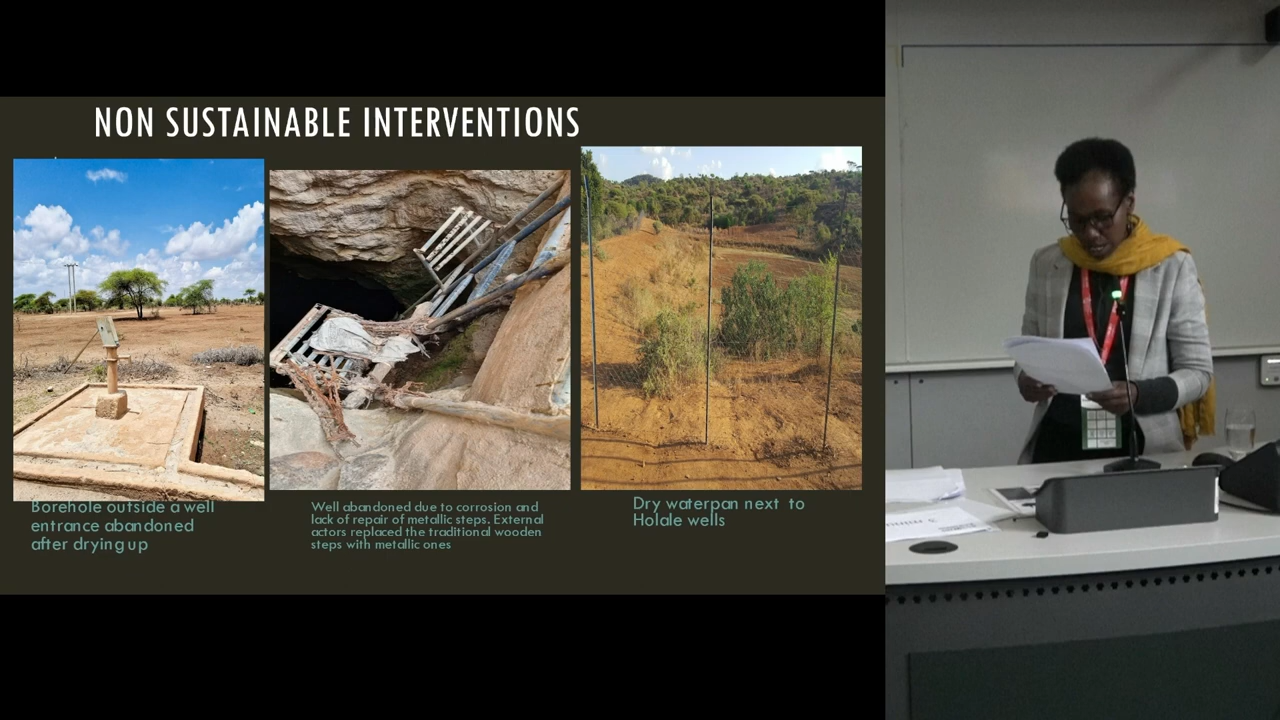 NON SUSTAINABLE INTERVENTIONS
Borehole outside a well
entrance abandoned
after drying up
Well abandoned due to corrosion and
lack of repair of metallic steps. External
actors replaced the traditional wooden
steps with metallic ones
Dry waterpan next to
Holale wells